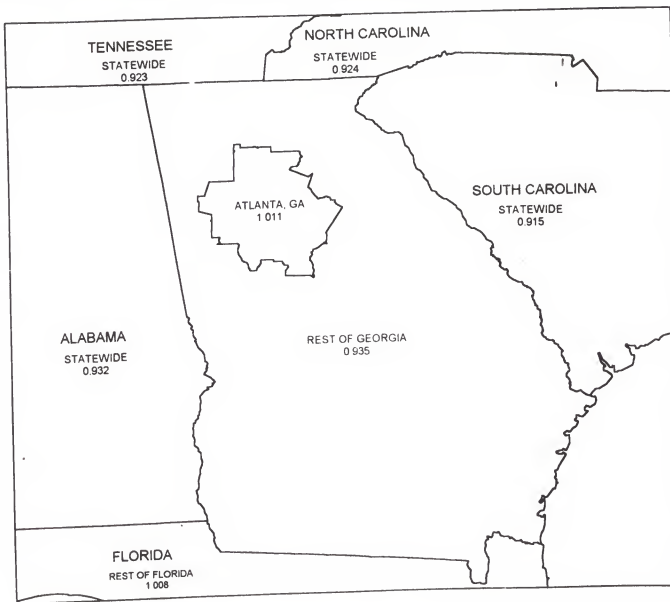 TENNESSEE
STATEWIDE
0.923
NORTH CAROLINA
STATEWIDE
0.924
ATLANTA, GA
1 011
SOUTH CAROLINA
STATEWIDE
0.915
ALABAMA
STATEWIDE
0.932
REST OF GEORGIA
0 935
FLORIDA
REST OF FLORIDA
1 008